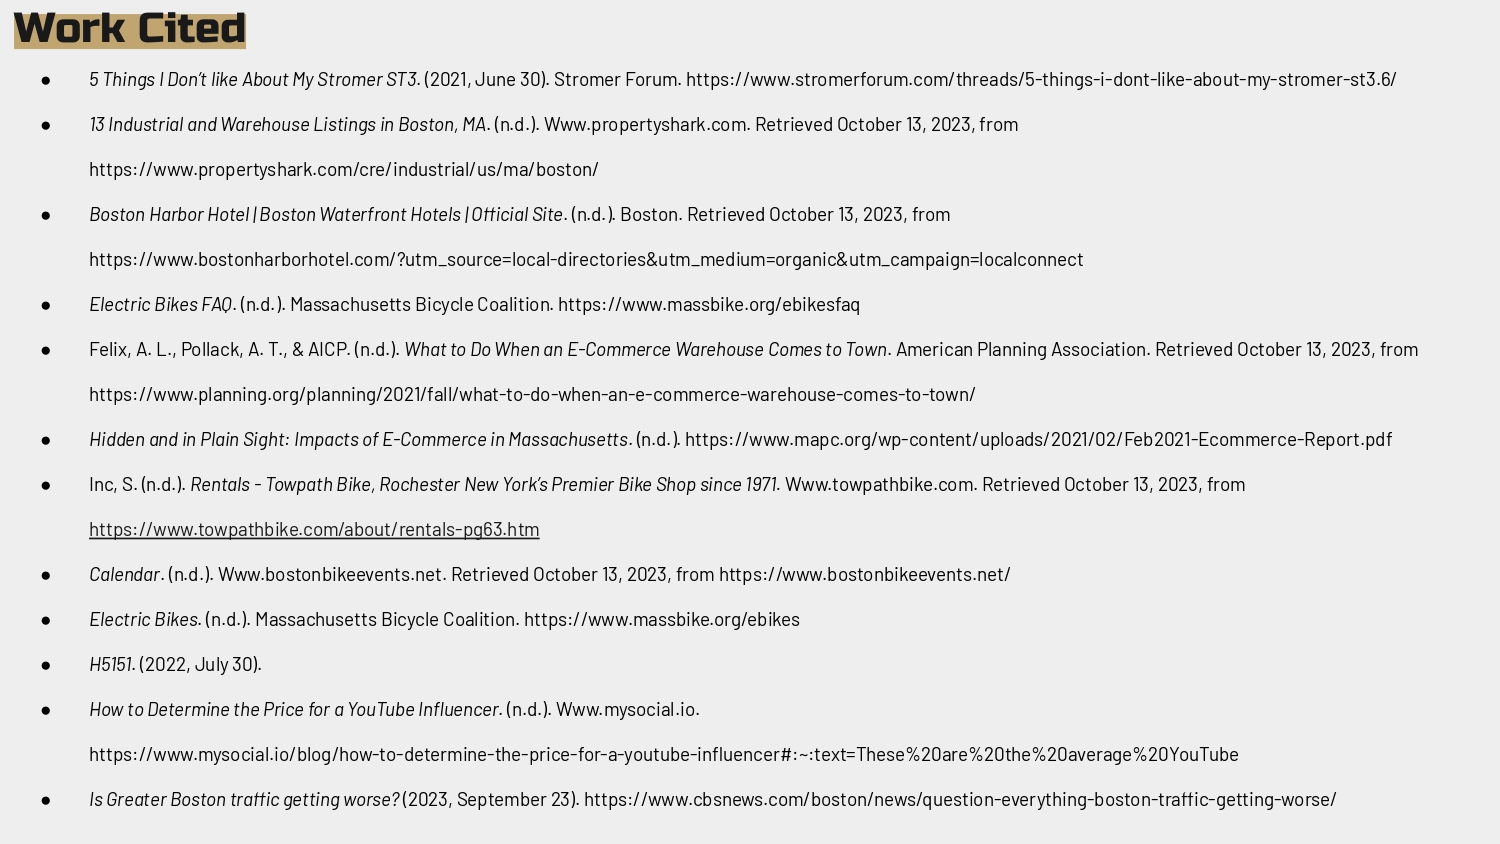 Work Cited
● 5 Things I Don’t like About My Stromer ST3. (2021, June 30). Stromer Forum. https://www.stromerforum.com/threads/5-things-i-dont-like-about-my-stromer-st3.6/
● 13 Industrial and Warehouse Listings in Boston, MA. (n.d.). Www.propertyshark.com. Retrieved October 13, 2023, from
https://www.propertyshark.com/cre/industrial/us/ma/boston/
● Boston Harbor Hotel | Boston Waterfront Hotels | Official Site. (n.d.). Boston. Retrieved October 13, 2023, from
https://www.bostonharborhotel.com/?utm_source=local-directories&utm_medium=organic&utm_campaign=localconnect
● Electric Bikes FAQ. (n.d.). Massachusetts Bicycle Coalition. https://www.massbike.org/ebikesfaq
● Felix, A. L., Pollack, A. T., & AICP. (n.d.). What to Do When an E-Commerce Warehouse Comes to Town. American Planning Association. Retrieved October 13, 2023, from
https://www.planning.org/planning/2021/fall/what-to-do-when-an-e-commerce-warehouse-comes-to-town/
● Hidden and in Plain Sight: Impacts of E-Commerce in Massachusetts. (n.d.). https://www.mapc.org/wp-content/uploads/2021/02/Feb2021-Ecommerce-Report.pdf
● Inc, S. (n.d.). Rentals - Towpath Bike, Rochester New York’s Premier Bike Shop since 1971. Www.towpathbike.com. Retrieved October 13, 2023, from
https://www.towpathbike.com/about/rentals-pg63.htm
● Calendar. (n.d.). Www.bostonbikeevents.net. Retrieved October 13, 2023, from https://www.bostonbikeevents.net/
● Electric Bikes. (n.d.). Massachusetts Bicycle Coalition. https://www.massbike.org/ebikes
● H5151. (2022, July 30).
● How to Determine the Price for a YouTube Influencer. (n.d.). Www.mysocial.io.
https://www.mysocial.io/blog/how-to-determine-the-price-for-a-youtube-influencer#:~:text=These%20are%20the%20average%20YouTube
● Is Greater Boston traffic getting worse? (2023, September 23). https://www.cbsnews.com/boston/news/question-everything-boston-traffic-getting-worse/